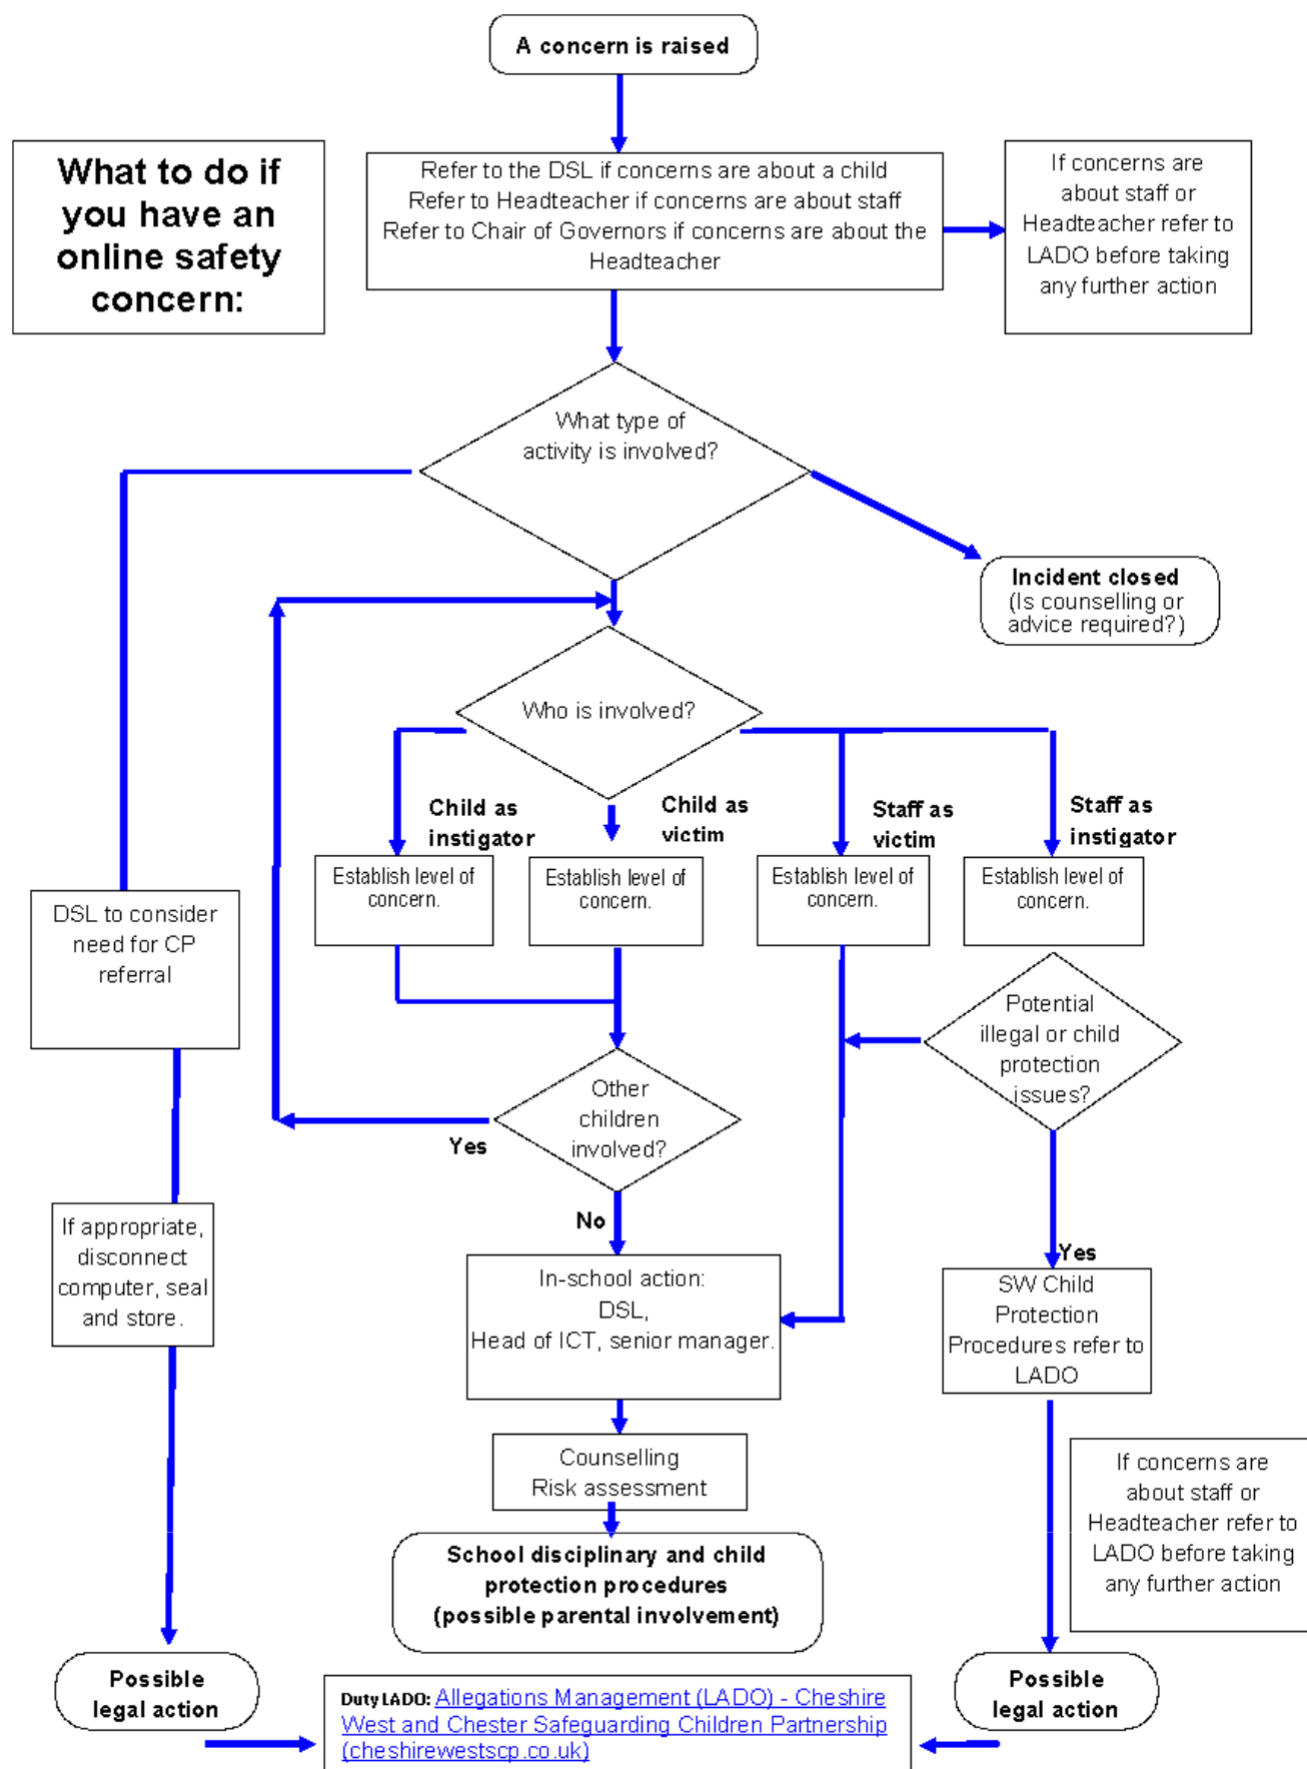 A concern is raised
What to do if
you have an
online safety
concern:
Refer to the DSL if concerns are about a child
Refer to Headteacher if concerns are about staff
Refer to Chair of Governors if concerns are about the
Headteacher
If concerns are
about staff or
Headteacher refer to
LADO before taking
any further action
What type of
activity is involved?
Incident closed
(Is counselling or
advice required?)
Who is involved?
Child as
instigator
Child as
victim
Staff as
victim
Staff as
instigator
Establish level of
concern.
Establish level of
concern.
Establish level of
concern.
Establish level of
concern.
DSL to consider
need for CP
referral
Potential
illegal or child
protection
issues?
Other
children
involved?
Yes
No
If appropriate,
disconnect
computer, seal
and store.
In-school action:
DSL,
Head of ICT, senior manager.
Yes
SW Child
Protection
Procedures refer to
LADO
Counselling
Risk assessment
If concerns are
about staff or
Headteacher refer to
LADO before taking
any further action
School disciplinary and child
protection procedures
(possible parental involvement)
Possible
legal action
Duty LADO: Allegations Management (LADO) - Cheshire
West and Chester Safeguarding Children Partnership
(cheshirewestscp.co.uk)
Possible
legal action